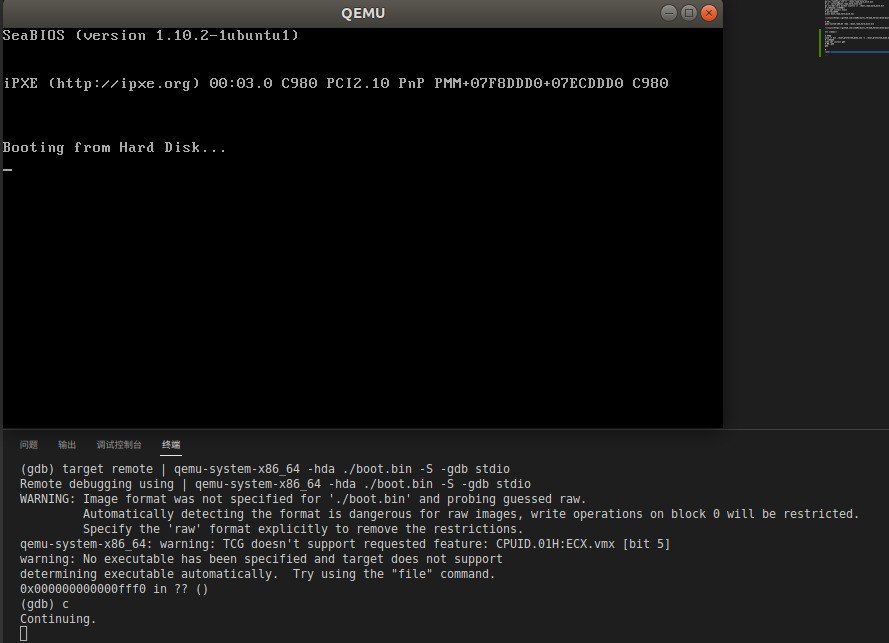 QEMU
SeaBIOS (version 1.10.2-1ubuntu1)
iPXE (http://ipxe.org) 00:03.0 C980 PCI2.10 PnP PMM+07F8DDD0+07ECDDD0 C980
Booting from Hard Disk...
问题 输出 调试控制台 终端
(gdb) target remote | qemu-system-x86_64 -hda ./boot.bin -S -gdb stdio
Remote debugging using | qemu-system-x86_64 -hda ./boot.bin -S -gdb stdio
WARNING: Image format was not specified for './boot.bin' and probing guessed raw.
Automatically detecting the format is dangerous for raw images, write operations on block 0 will be restricted.
Specify the 'raw' format explicitly to remove the restrictions.
qemu-system-x86_64: warning: TCG doesn't support requested feature: CPUID.01H:ECX.vmx [bit 5]
warning: No executable has been specified and target does not support
determining executable automatically.  Try using the "file" command.
0x000000000000fff0 in ?? ()
(gdb) c
Continuing.